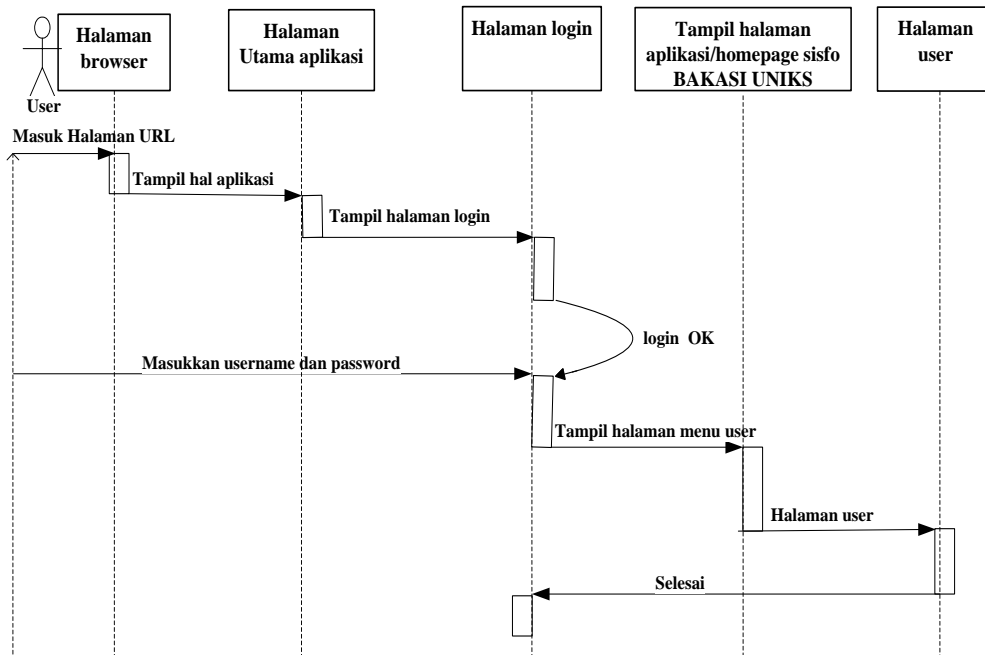 Halaman
browser
Halaman
Utama aplikasi
Halaman login
Tampil halaman
aplikasi/homepage sisfo
BAKASI UNIKS
Halaman
user
User
Masuk Halaman URL
Tampil hal aplikasi
Tampil halaman login
login OK
Masukkan username dan password
Tampil halaman menu user
Halaman user
Selesai